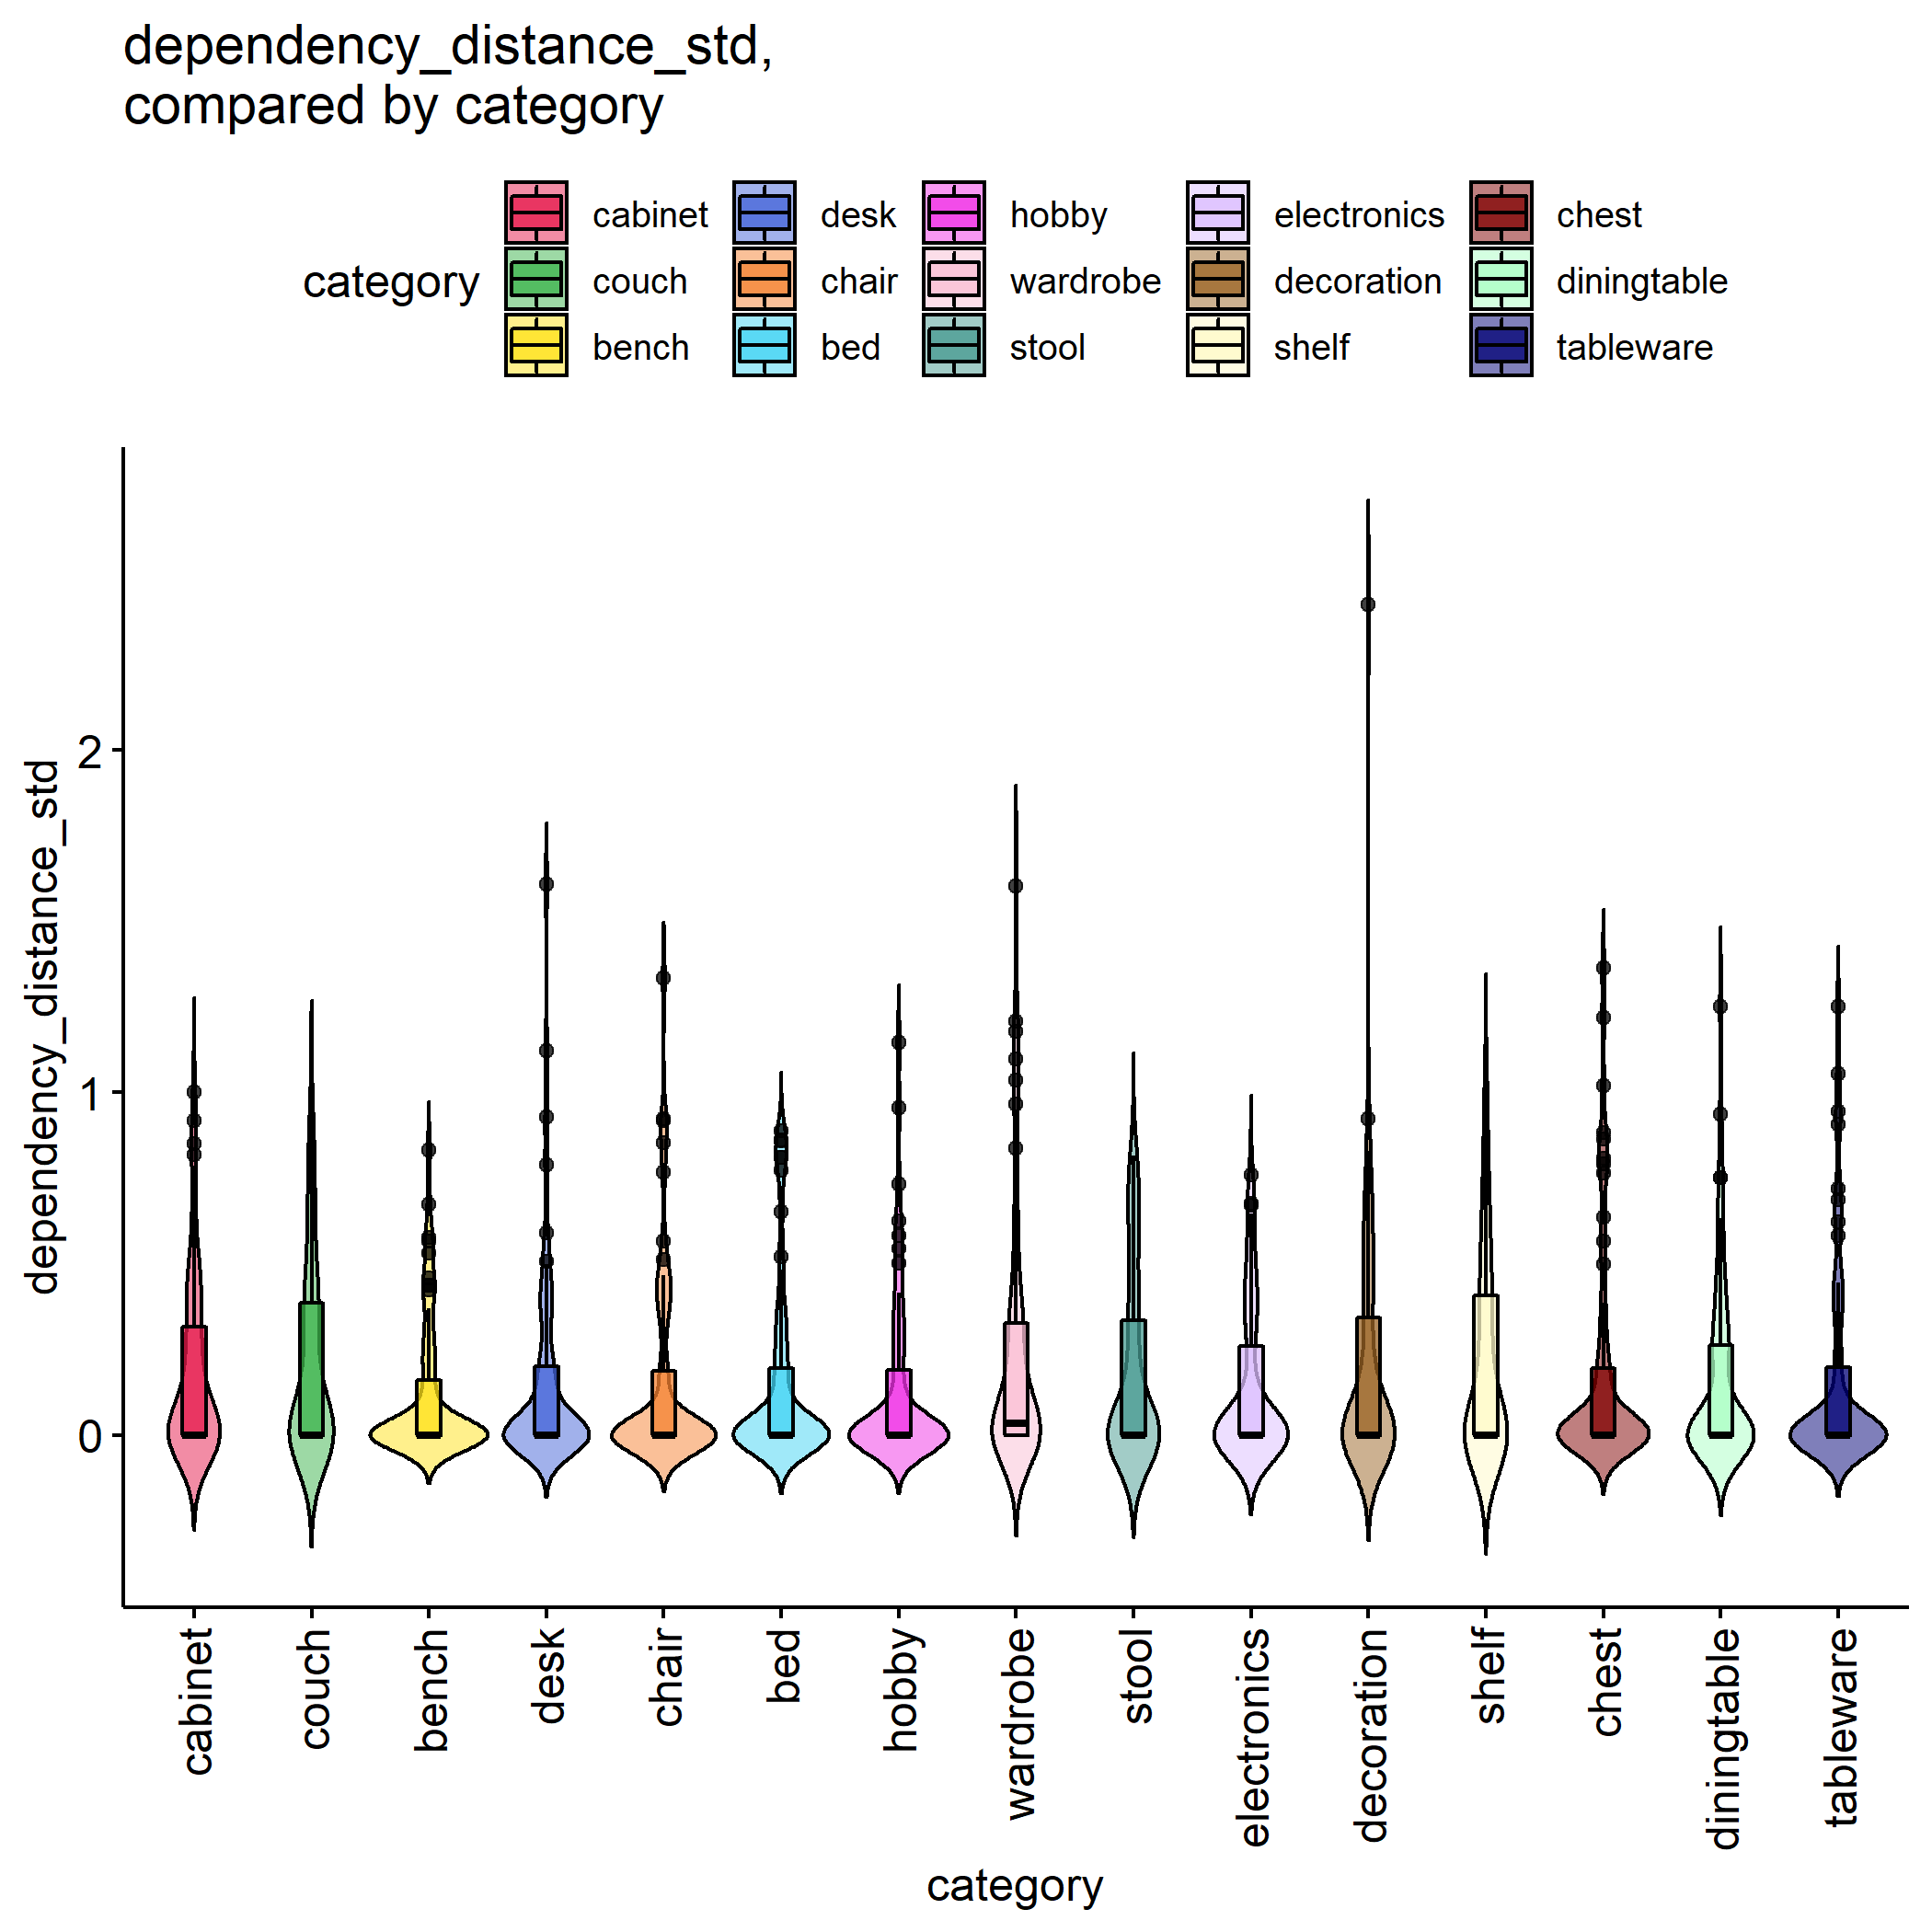 dependency_distance_std,
compared by category
category
cabinet desk hobby electronics chest
couch chair wardrobe decoration diningtable
bench bed stool shelf tableware
dependency_distance_std
2
1
0
cabinet couch bench desk chair bed hobby wardrobe stool electronics decoration shelf chest diningtable tableware
category